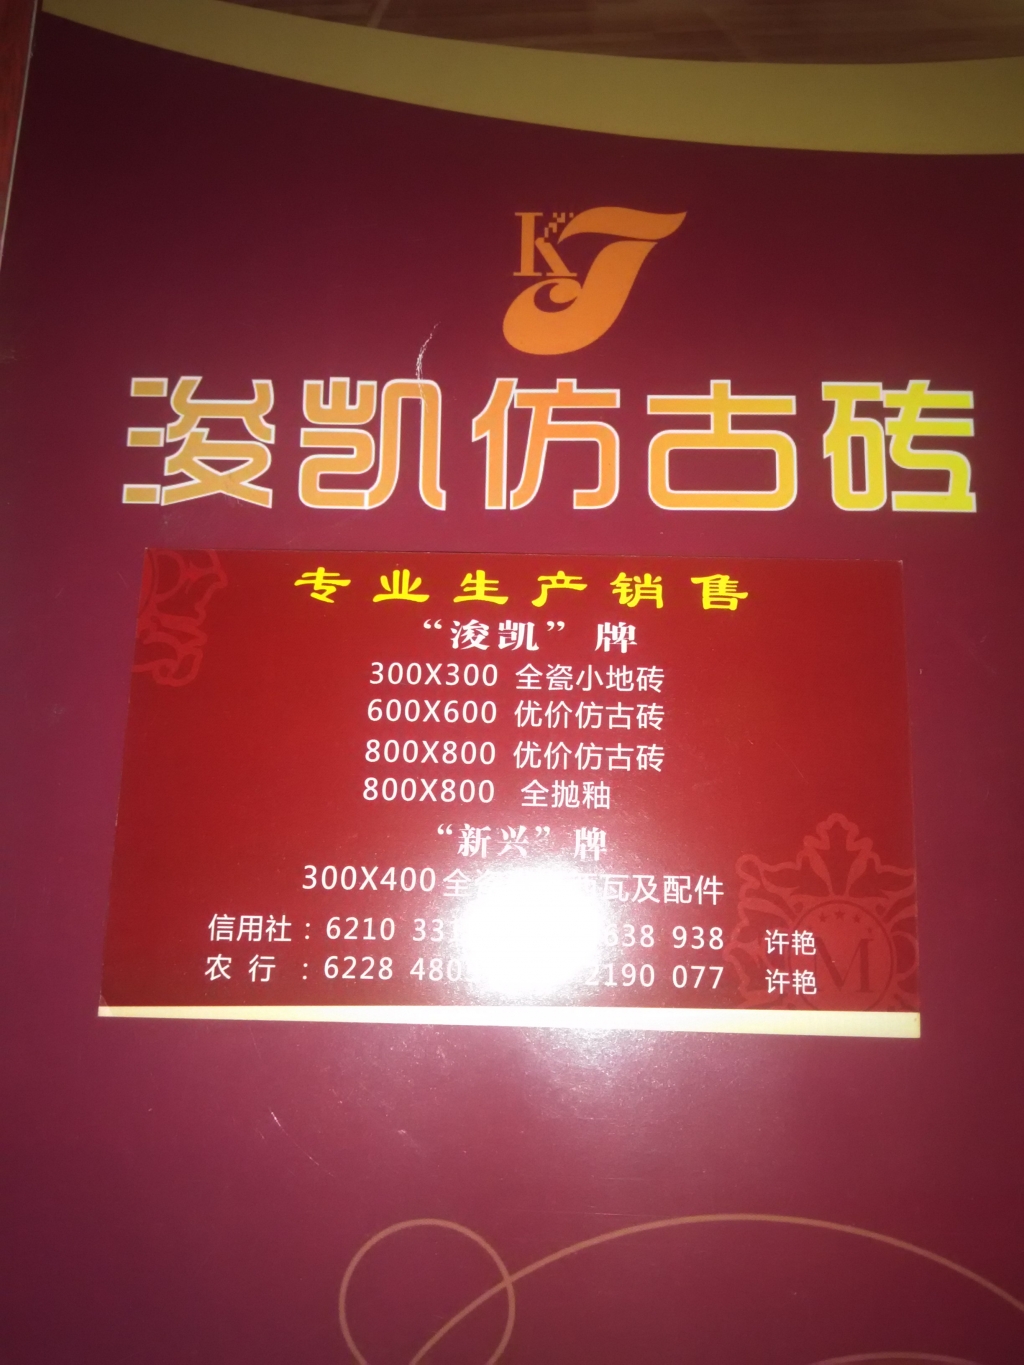 KJ
浚凯仿古砖
专业生产销售
“浚凯”牌
300X300 全瓷小地砖
600X600 优价仿古砖
800X800 优价仿古砖
800X800 全抛釉
“新兴”牌
300X400 全 瓦及配件
信用社：6210 33 638 938 许艳
农行：6228 480 2190 077 许艳
M